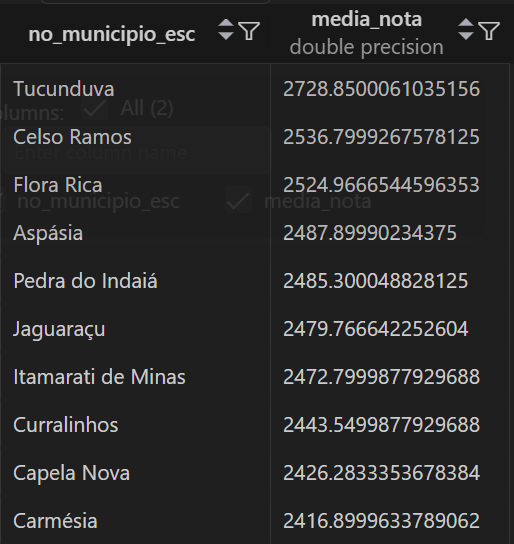 no_municipio_esc media_nota
double precision
Tucunduva 2728.8500061035156
olumns: All (2)
Celso Ramos 2536.7999267578125
Enter column name
Flora Rica 2524.9666544596353
no_municipio_esc media_nota
Aspásia 2487.89990234375
Pedra do Indaiá 2485.300048828125
Jaguaraçu 2479.766642252604
Itamarati de Minas 2472.7999877929688
Curralinhos 2443.5499877929688
Capela Nova 2426.2833353678384
Carmésia 2416.8999633789062